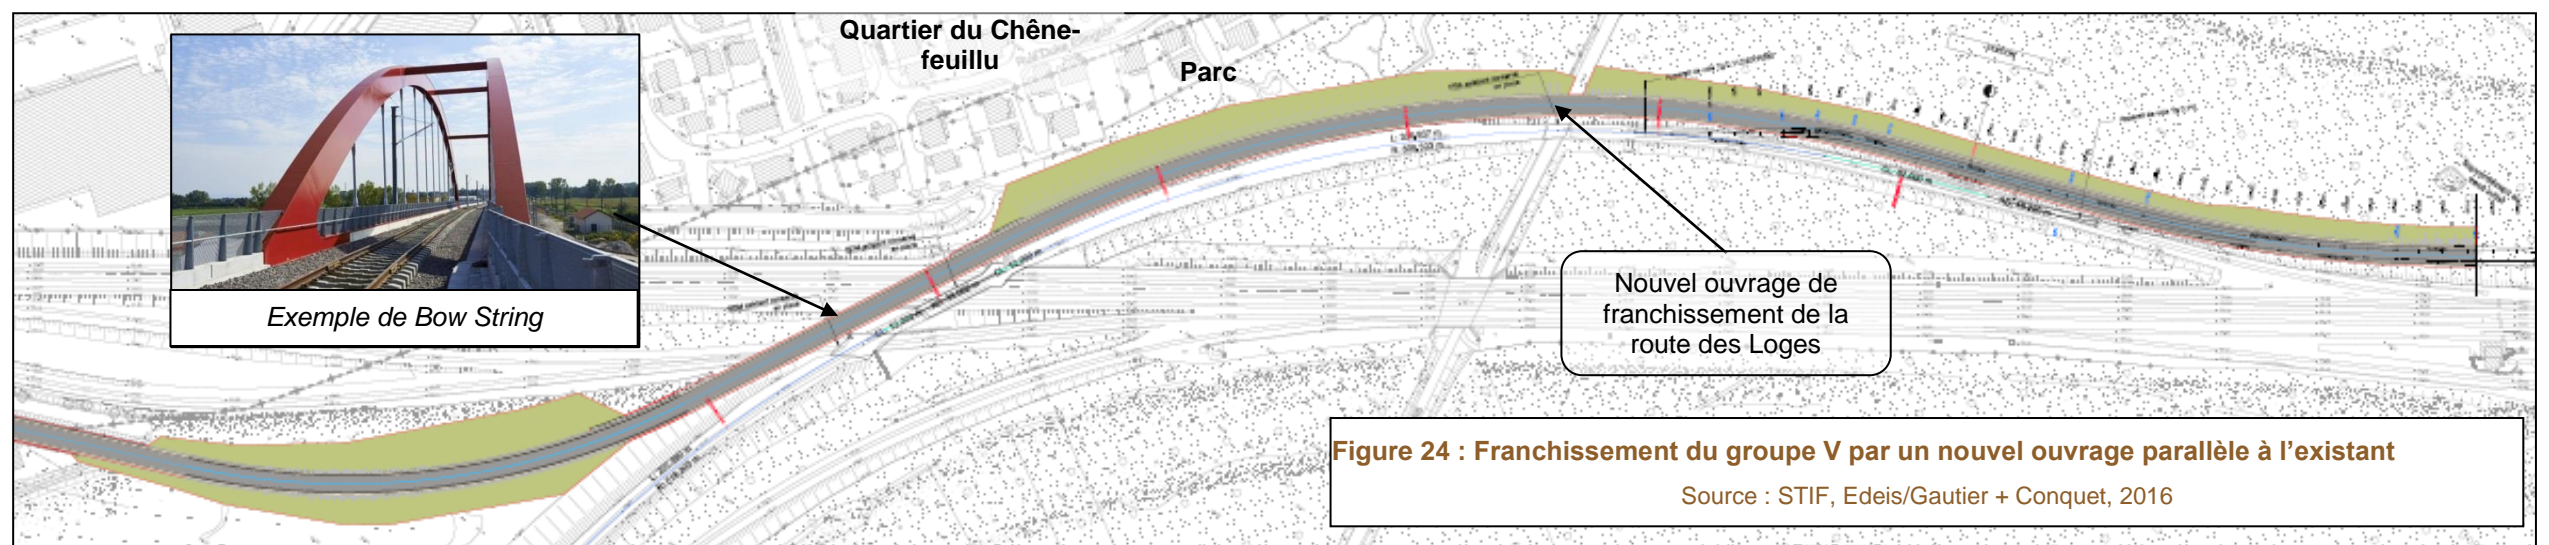 Quartier du Chêne-
feuillu
Parc
Exemple de Bow String
Nouvel ouvrage de
franchissement de la
route des Loges
Figure 24 : Franchissement du groupe V par un nouvel ouvrage parallèle à l'existant
Source : STIF, Edeis/Gautier + Conquet, 2016